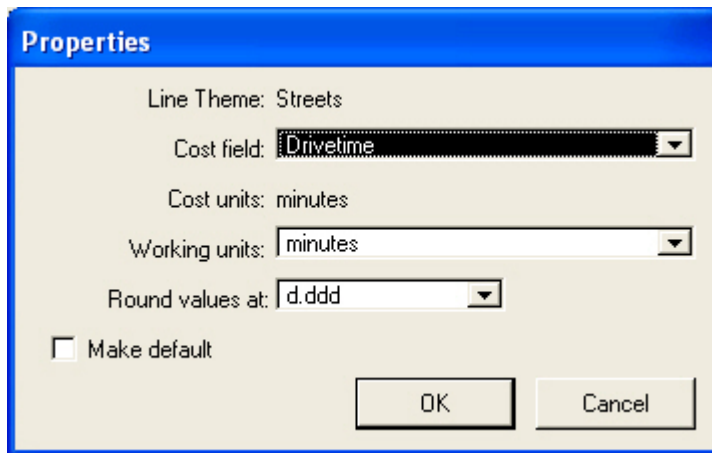 Properties
Line Theme: Streets
Cost field: Drivetime
Cost units: minutes
Working units: minutes
Round values at: d.ddd
Make default
OK Cancel